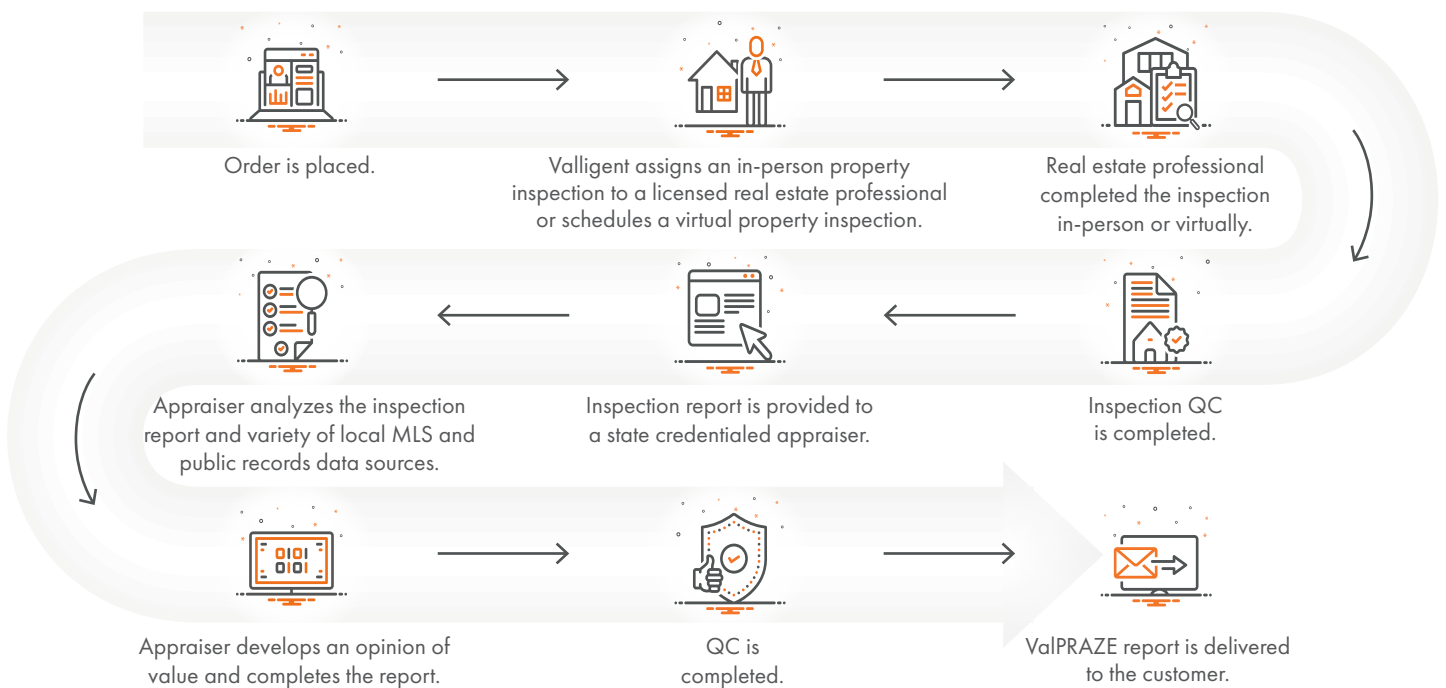 Order is placed.
Valligent assigns an in-person property
inspection to a licensed real estate professional
or schedules a virtual property inspection.
Real estate professional
completed the inspection
in-person or virtually.
Inspection QC
is completed.
Inspection report is provided to
a state credentialed appraiser.
Appraiser analyzes the inspection
report and variety of local MLS and
public records data sources.
0101
0101
Appraiser develops an opinion of
value and completes the report.
QC is
completed.
ValPRAZE report is delivered
to the customer.